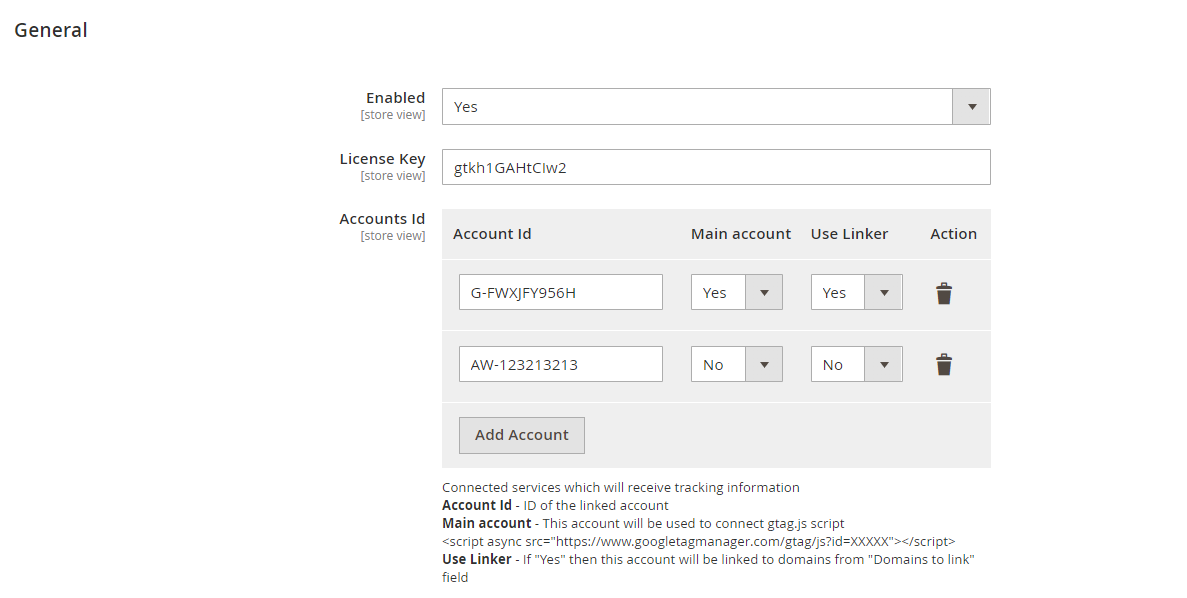 General
Enabled
[store view]
Yes
License Key
[store view]
gtkh1GAHtCIw2
Accounts Id
[store view]
Account Id Main account Use Linker Action
G-FWXJFY956H Yes Yes
AW-123213213 No No
Add Account
Connected services which will receive tracking information
Account Id - ID of the linked account
Main account - This account will be used to connect gtag.js script
<script async src="https://www.googletagmanager.com/gtag/js?id=XXXXX"></script>
Use Linker - If "Yes" then this account will be linked to domains from "Domains to link"
field